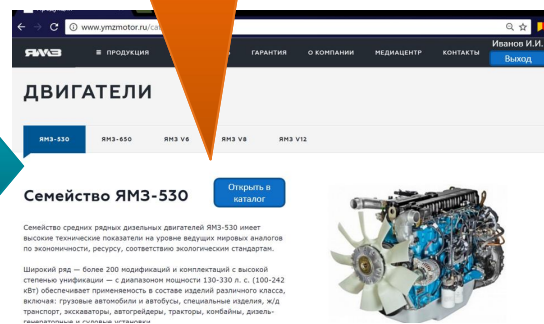 www.ymzmotor.ru/ca
ЯМЗ
≡ ПРОДУКЦИЯ
ГАРАНТИЯ
О КОМПАНИИ
МЕДИАЦЕНТР
КОНТАКТЫ
Иванов И.И.
Выход
ДВИГАТЕЛИ
ЯМЗ-530
ЯМЗ-650
ЯМЗ V6
ЯМЗ V8
ЯМЗ V12
Семейство ЯМЗ-530
Открыть в
каталог
Семейство средних рядных дизельных двигателей ЯМЗ-530 имеет
высокие технические показатели на уровне ведущих мировых аналогов
по экономичности, ресурсу, соответствию экологическим стандартам.
Широкий ряд — более 200 модификаций и комплектаций с высокой
степенью унификации — с диапазоном мощности 130-330 л. с. (100-242
кВт) обеспечивает применяемость в составе изделий различного класса,
включая: грузовые автомобили и автобусы, специальные изделия, ж/д
транспорт, экскаваторы, автогрейдеры, тракторы, комбайны, дизель-
генераторные и судовые установки